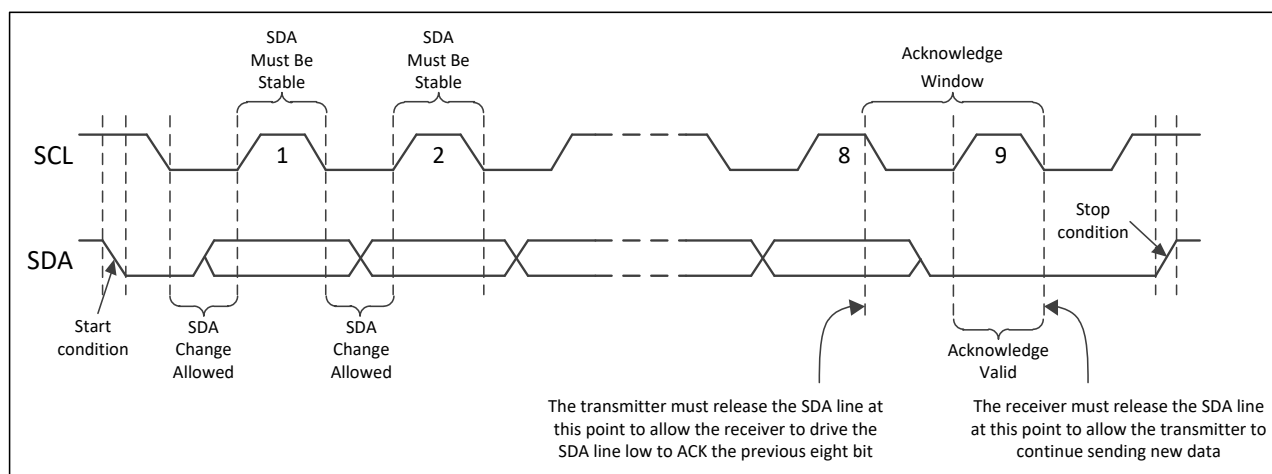 SDA
Must Be
Stable
SDA
Must Be
Stable
Acknowledge
Window
SCL
1
2
8
9
SDA
Stop
condition
Start
condition
SDA
Change
Allowed
SDA
Change
Allowed
Acknowledge
Valid
The transmitter must release the SDA line at
this point to allow the receiver to drive the
SDA line low to ACK the previous eight bit
The receiver must release the SDA line
at this point to allow the transmitter to
continue sending new data